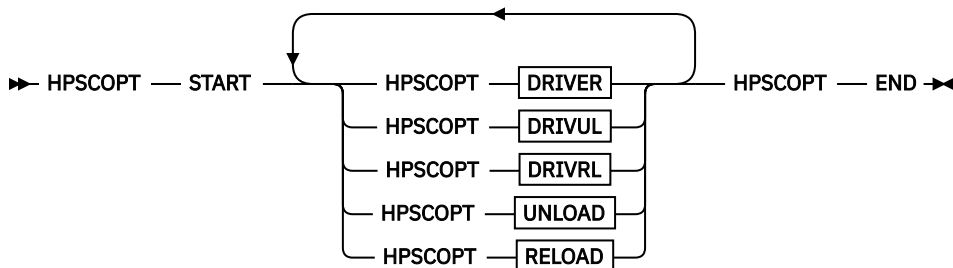 HPSCOPT START HPSCOPT DRIVER HPSCOPT END
HPSCOPT DRIVUL
HPSCOPT DRIVRL
HPSCOPT UNLOAD
HPSCOPT RELOAD